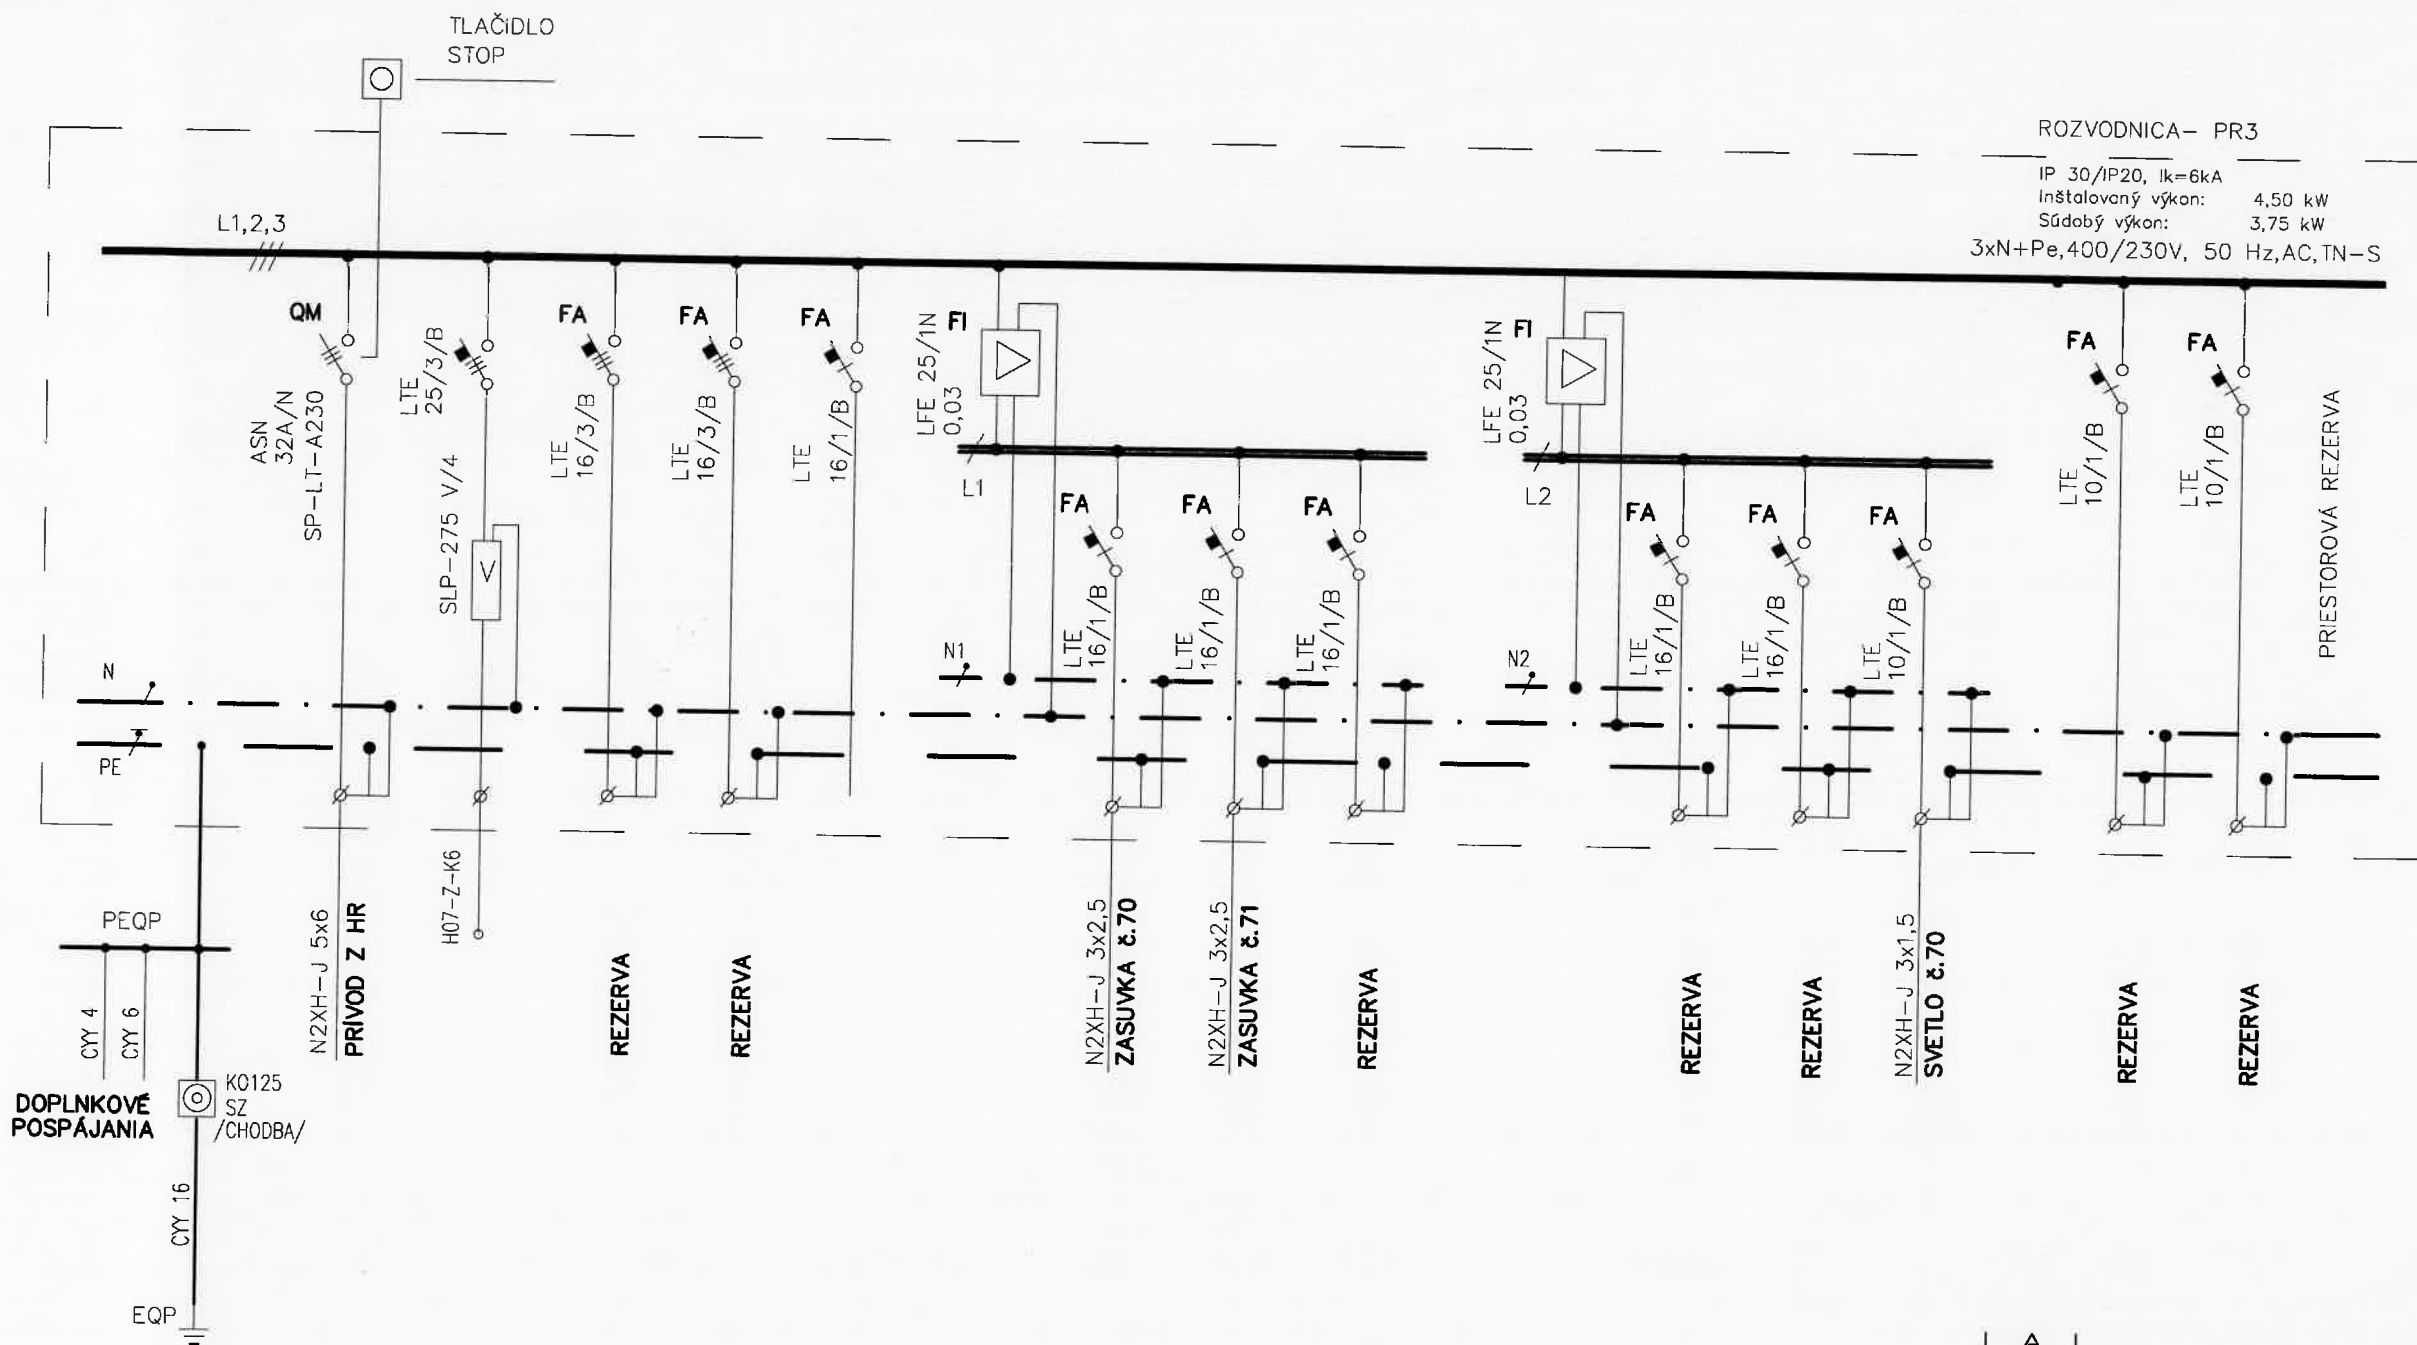 TLAČIDLO
STOP
ROZVODNICA– PR3
IP 30/IP20, Ik=6kA
Inštalovaný výkon: 4,50 kW
Súdobý výkon: 3,75 kW
3xN+Pe,400/230V, 50 Hz,AC,TN–S
L1,2,3
QM
ASN
32A/N
SP–LT–A230
LTE
25/3/B
SLP–275 V/4
FA
LTE
16/3/B
FA
LTE
16/3/B
FA
LTE
16/1/B
FI
LFE 25/1N
0,03
L1
FA
LTE
16/1/B
FA
LTE
16/1/B
FA
LTE
16/1/B
FI
LFE 25/1N
0,03
L2
FA
LTE
16/1/B
FA
LTE
16/1/B
FA
LTE
10/1/B
FA
LTE
10/1/B
FA
LTE
10/1/B
PRIESTOROVÁ REZERVA
N
PE
N1
N2
PEQP
CYY 4
CYY 6
DOPLNKOVÉ
POSPÁJANIA
KO125
SZ
/CHODBA/
CYY 16
EQP
N2XH–J 5x6
PRÍVOD Z HR
H07–Z–K6
REZERVA
REZERVA
N2XH–J 3x2,5
ZASUVKA č.70
N2XH–J 3x2,5
ZASUVKA č.71
REZERVA
REZERVA
REZERVA
N2XH–J 3x1,5
SVETLO č.70
REZERVA
REZERVA